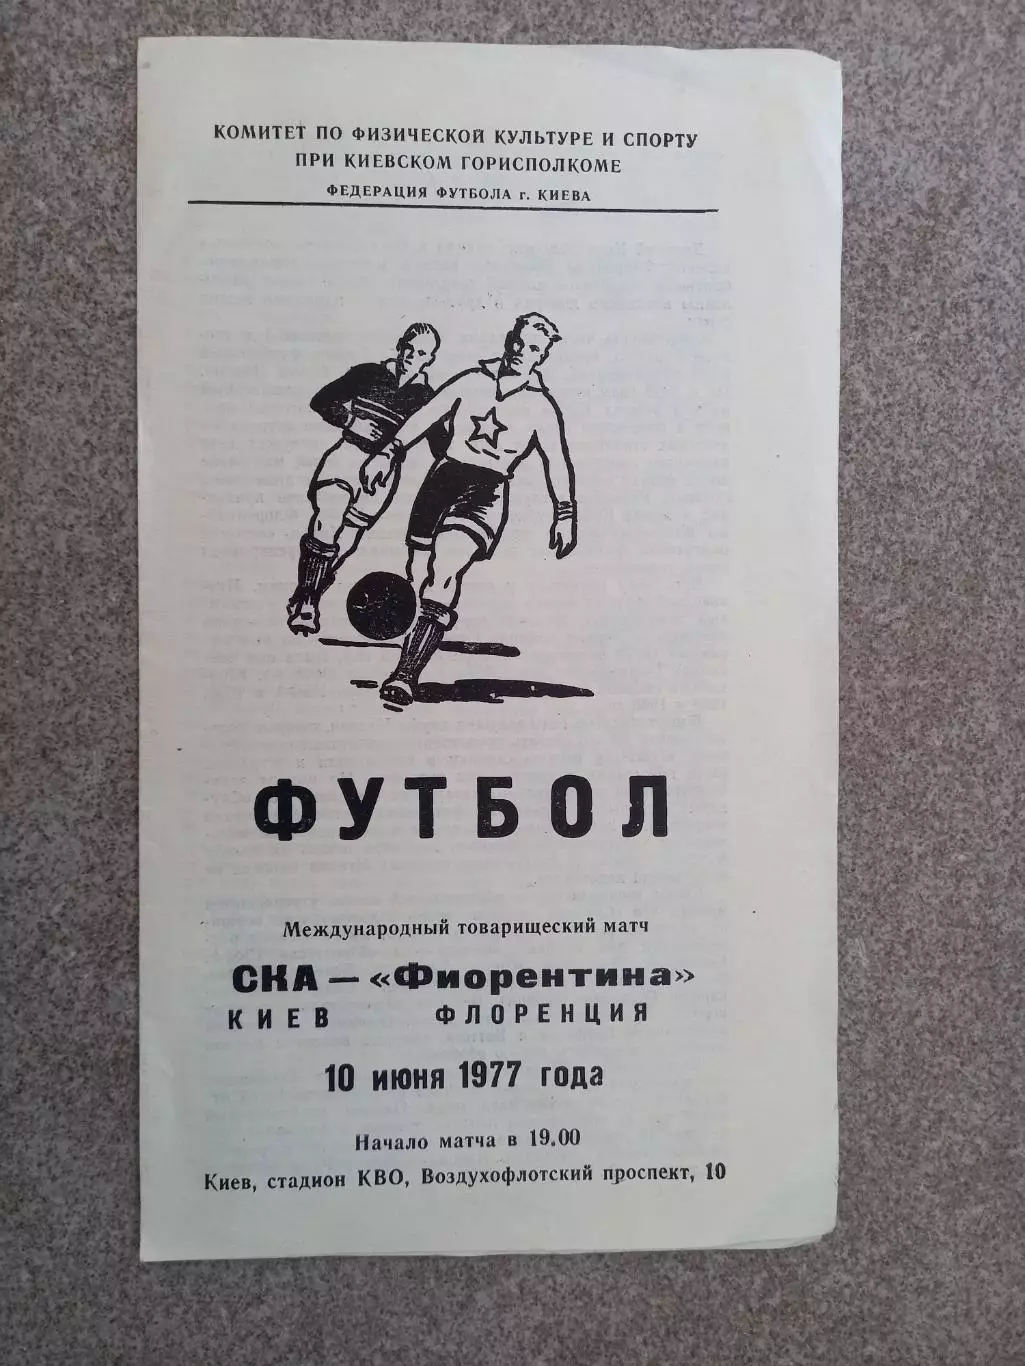 КОМИТЕТ ПО ФИЗИЧЕСКОЙ КУЛЬТУРЕ И СПОРТУ
ПРИ КИЕВСКОМ ГОРИСПОЛКОМЕ
ФЕДЕРАЦИЯ ФУТБОЛА г. КИЕВА
ФУТБОЛ
Международный товарищеский матч
СКА — «Фиорентина»
КИЕВ ФЛОРЕНЦИЯ
10 июня 1977 года
Начало матча в 19.00
Киев, стадион КВО, Воздухофлотский проспект, 10